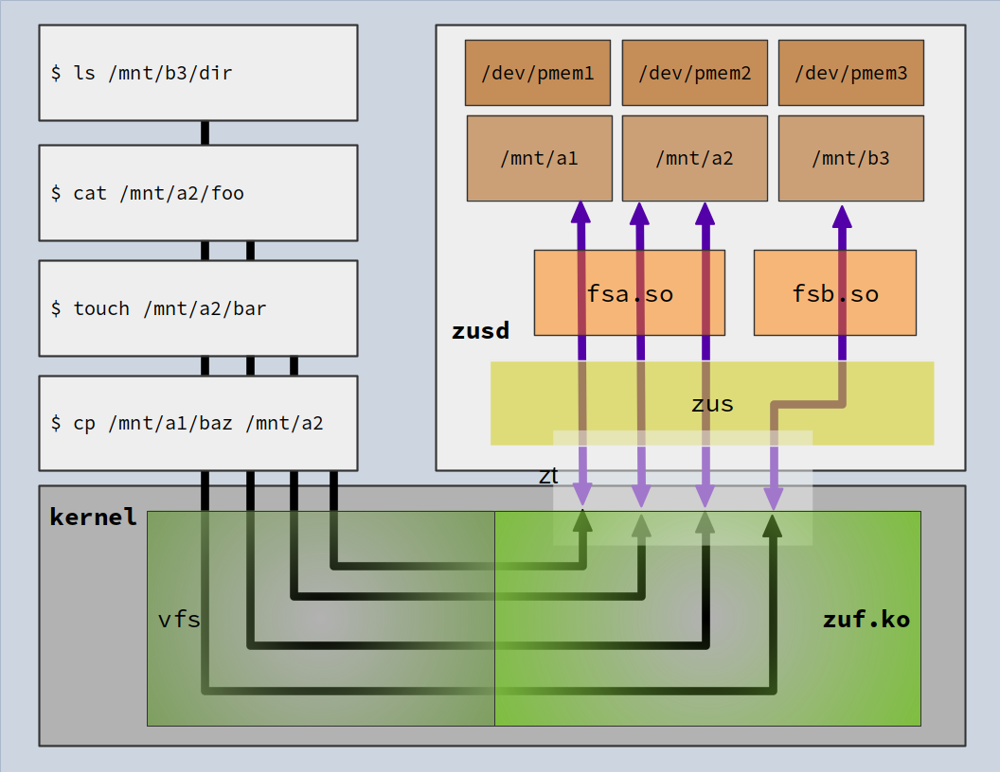 $ ls /mnt/b3/dir
$ cat /mnt/a2/foo
$ touch /mnt/a2/bar
$ cp /mnt/a1/baz /mnt/a2
/dev/pmem1
/dev/pmem2
/dev/pmem3
/mnt/a1
/mnt/a2
/mnt/b3
fsa.so
fsb.so
zusd
zus
zt
kernel
vfs
zuf.ko